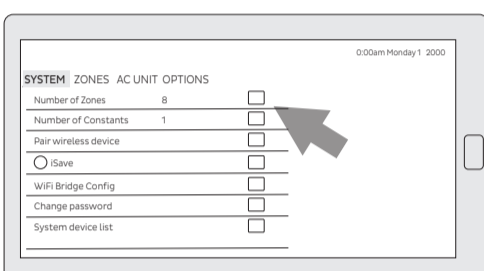 0:00am Monday 1 2000
SYSTEM ZONES AC UNIT OPTIONS
Number of Zones 8
Number of Constants 1
Pair wireless device
iSave
WiFi Bridge Config
Change password
System device list